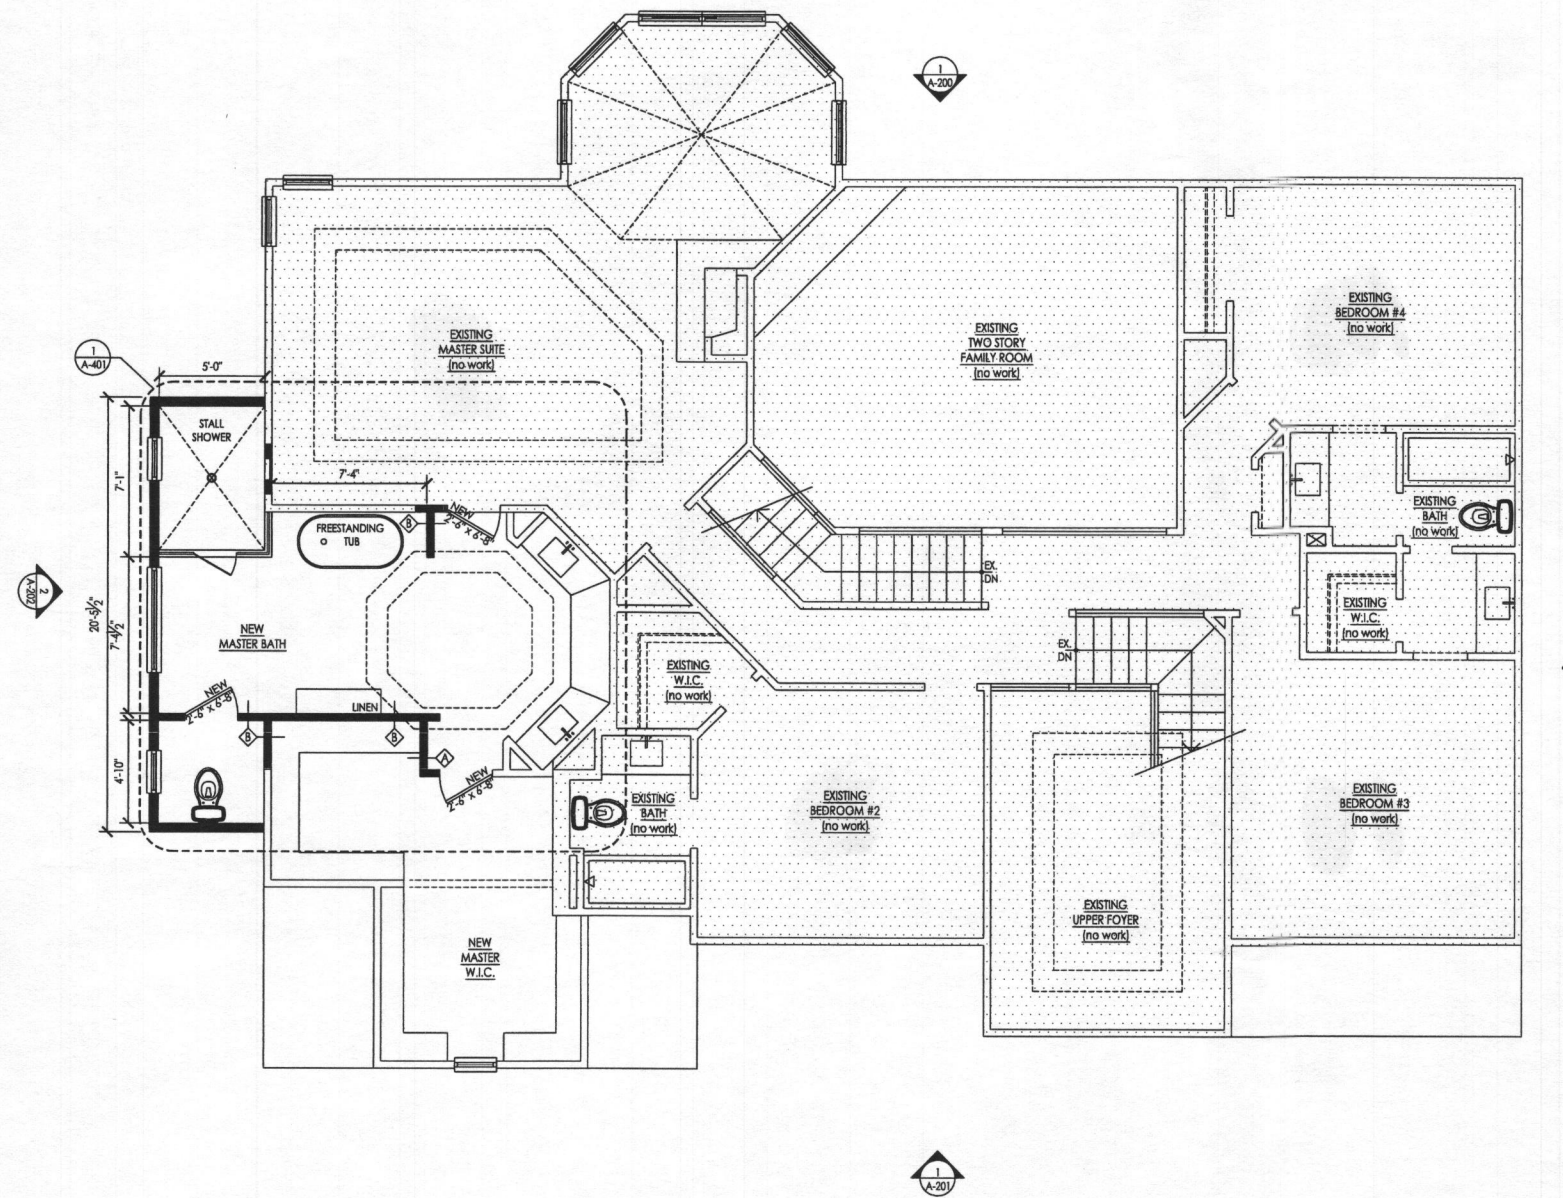 1
A-200
EXISTING
MASTER SUITE
(no work)
EXISTING
TWO STORY
FAMILY ROOM
(no work)
EXISTING
BEDROOM #4
(no work)
1
A-401
5'-0"
STALL
SHOWER
7'-4"
7'-1"
FREESTANDING
TUB
B
NEW
2'-6" x 6'-8"
EXISTING
BATH
(no work)
EX.
DN
2
A-202
20'-5½"
7'-4½"
NEW
MASTER BATH
EXISTING
W.I.C.
(no work)
EX.
DN
EXISTING
W.I.C.
(no work)
NEW
2'-6" x 6'-8"
LINEN
B
B
A
4'-10"
NEW
2'-6" x 6'-8"
EXISTING
BATH
(no work)
EXISTING
BEDROOM #2
(no work)
EXISTING
BEDROOM #3
(no work)
EXISTING
UPPER FOYER
(no work)
NEW
MASTER
W.I.C.
1
A-201